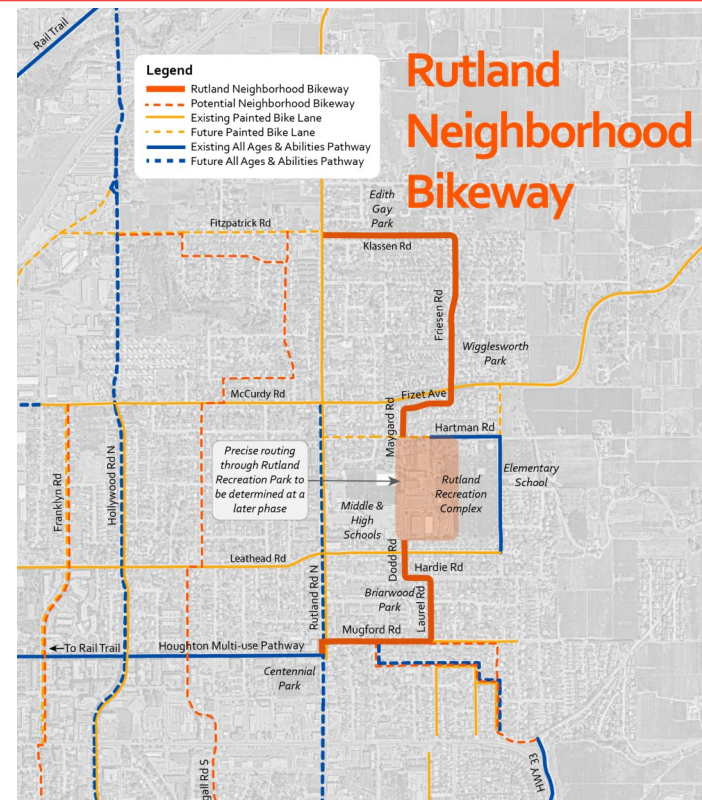 Rail Trail
Legend
Rutland Neighborhood Bikeway
Potential Neighborhood Bikeway
Existing Painted Bike Lane
Future Painted Bike Lane
Existing All Ages & Abilities Pathway
Future All Ages & Abilities Pathway
Rutland
Neighborhood
Bikeway
Edith
Gay
Park
Fitzpatrick Rd
Klassen Rd
Friesen Rd
Wigglesworth
Park
McCurdy Rd
Fizet Ave
Maygard Rd
Hartman Rd
Precise routing
through Rutland
Recreation Park to
be determined at a
later phase
Franklyn Rd
Hollywood Rd N
Rutland
Recreation
Complex
Elementary
School
Middle &
High
Schools
Leathead Rd
Rutland Rd N
Dodd Rd
Hardie Rd
Briarwood
Park
Laurel Rd
Mugford Rd
To Rail Trail
Houghton Multi-use Pathway
Centennial
Park
gall Rd S
HWY 33